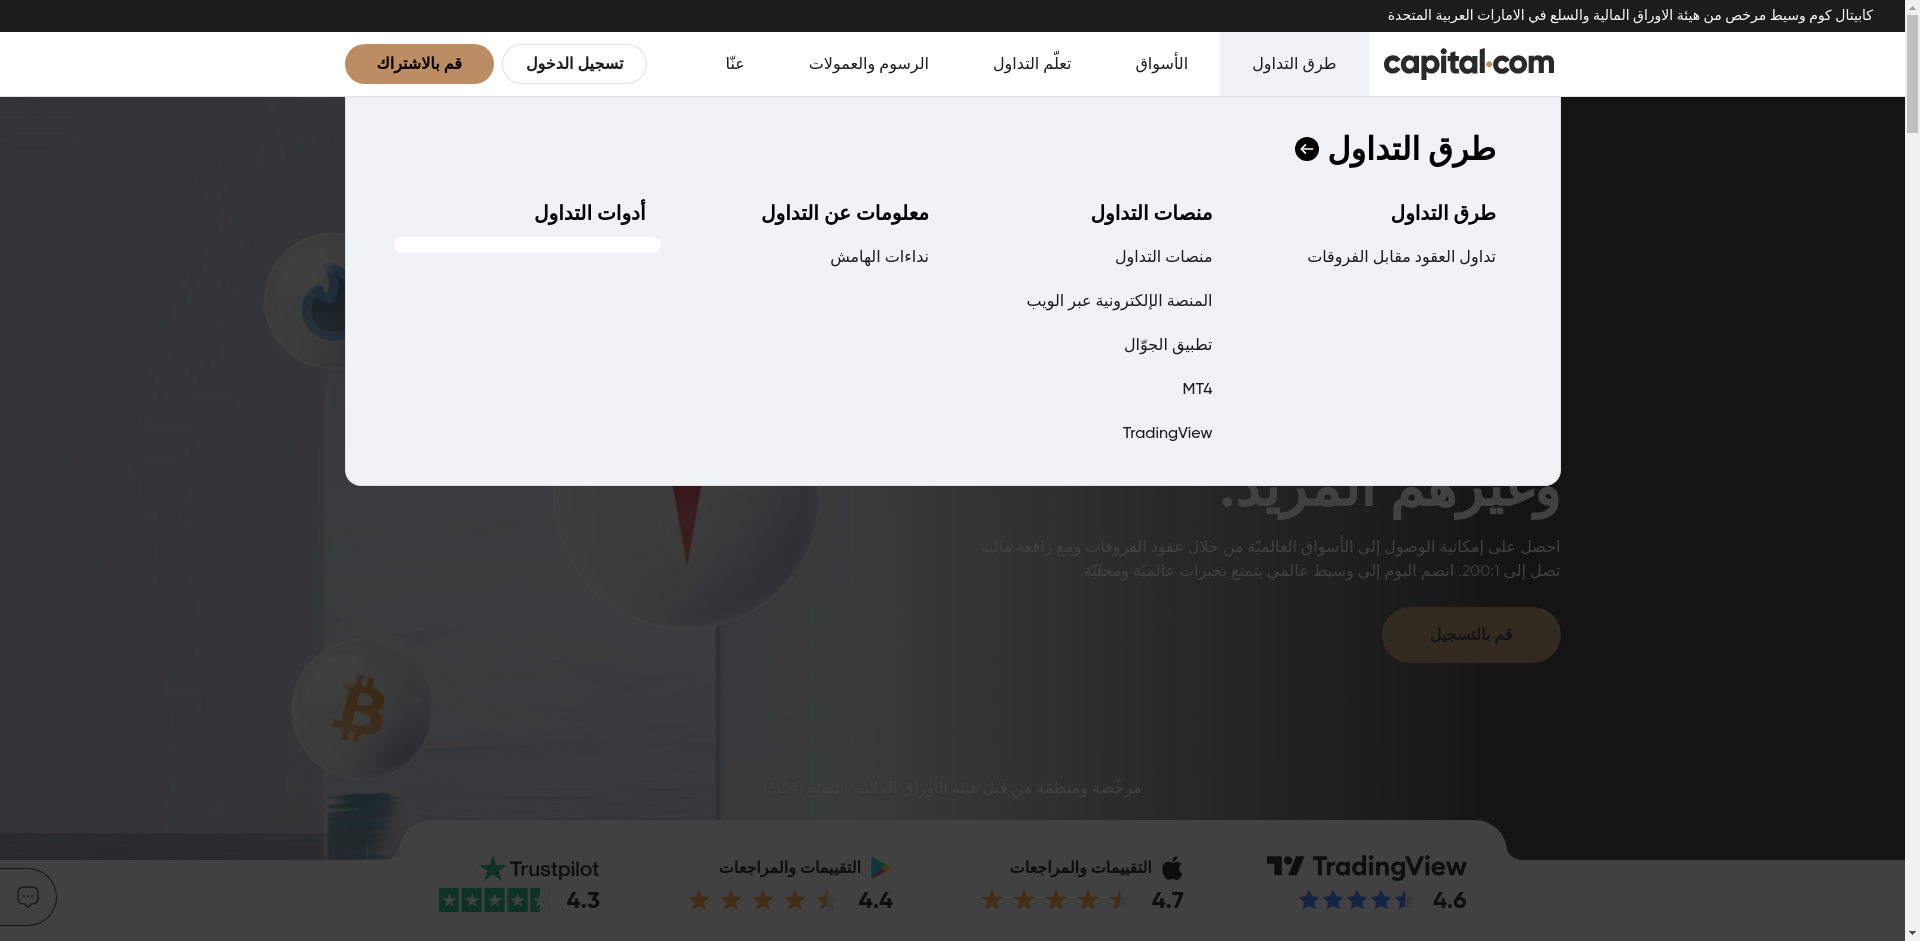 كابيتال كوم وسيط مرخص من هيئة الاوراق المالية والسلع في الامارات العربية المتحدة
capital.com
طرق التداول
الأسواق
تعلّم التداول
الرسوم والعمولات
عنّا
تسجيل الدخول
قم بالاشتراك
طرق التداول
طرق التداول
تداول العقود مقابل الفروقات
منصات التداول
منصات التداول
المنصة الإلكترونية عبر الويب
تطبيق الجوّال
MT4
TradingView
معلومات عن التداول
نداءات الهامش
أدوات التداول
وغيرهم المزيد.
احصل على إمكانية الوصول إلى الأسواق العالميّة من خلال عقود الفروقات ومع رافعة مالية
تصل إلى 200:1. انضم اليوم إلى وسيط عالمي يتمتع بخبرات عالميّة ومحليّة.
قم بالتسجيل
مرخّصة ومنظمّة من قبل هيئة الأوراق المالية والسلع (SCA)
TradingView
4.6
التقييمات والمراجعات
4.7
التقييمات والمراجعات
4.4
Trustpilot
4.3